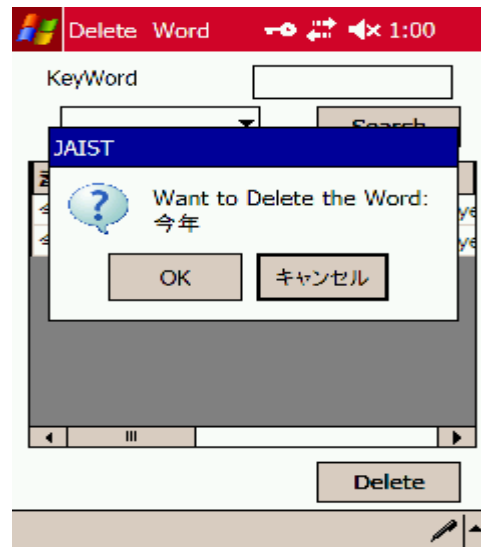 Delete Word 1:00
KeyWord
Search
JAIST
Want to Delete the Word:
今年
OK キャンセル
Delete